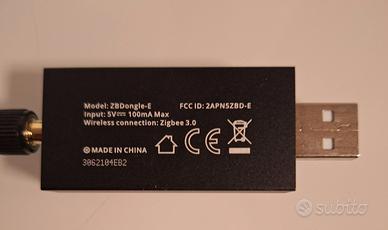 Model: ZBDongle-E FCC ID: 2APN5ZBD-E
Input: 5V⎓ 100mA Max
Wireless connection: Zigbee 3.0
MADE IN CHINA
3062104EB2
subito